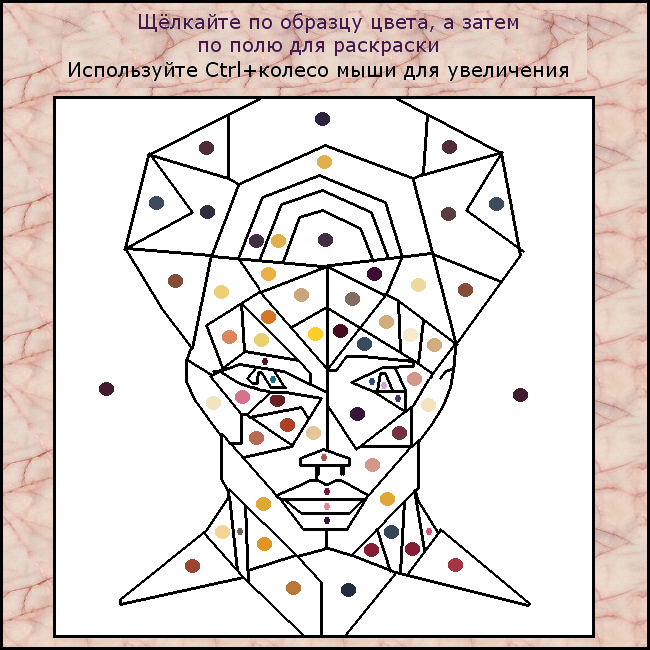 Щёлкайте по образцу цвета, а затем
по полю для раскраски
Используйте Ctrl+колесо мыши для увеличения